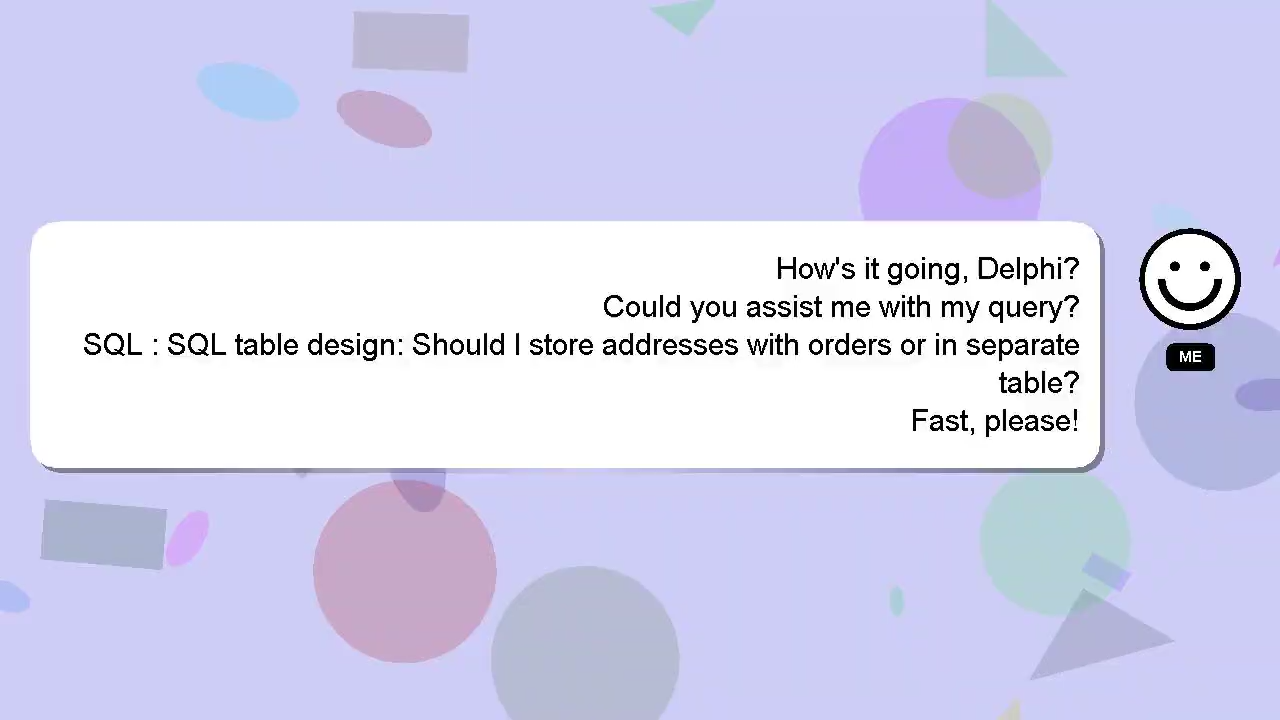 How's it going, Delphi?
Could you assist me with my query?
SQL : SQL table design: Should I store addresses with orders or in separate
table?
Fast, please!
ME